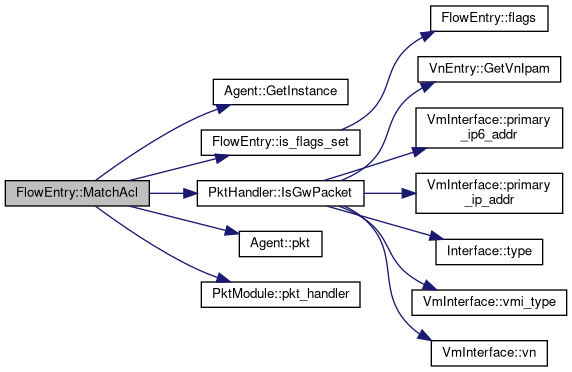 FlowEntry::flags
VnEntry::GetVnIpam
Agent::GetInstance
VmInterface::primary
_ip6_addr
FlowEntry::is_flags_set
FlowEntry::MatchAcl
PktHandler::IsGwPacket
VmInterface::primary
_ip_addr
Agent::pkt
Interface::type
PktModule::pkt_handler
VmInterface::vmi_type
VmInterface::vn